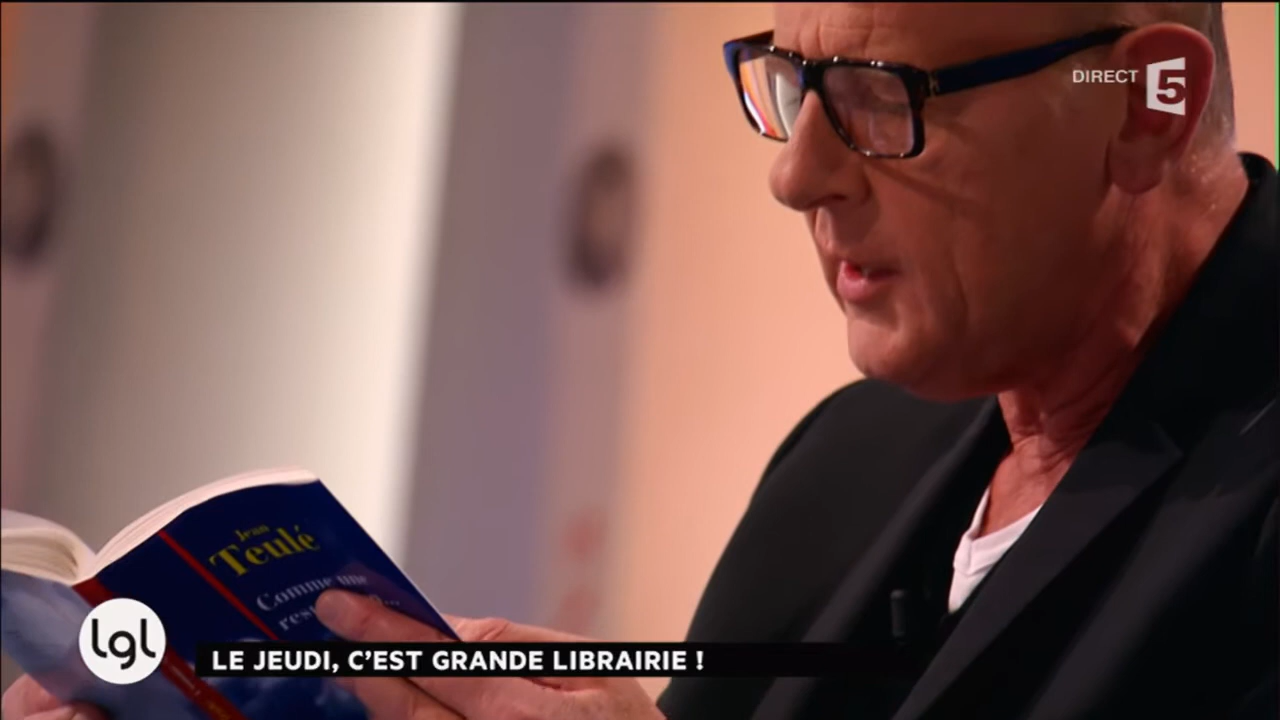 DIRECT 5
Jean
Teulé
Comme une
lgl
LE JEUDI, C'EST GRANDE LIBRAIRIE !